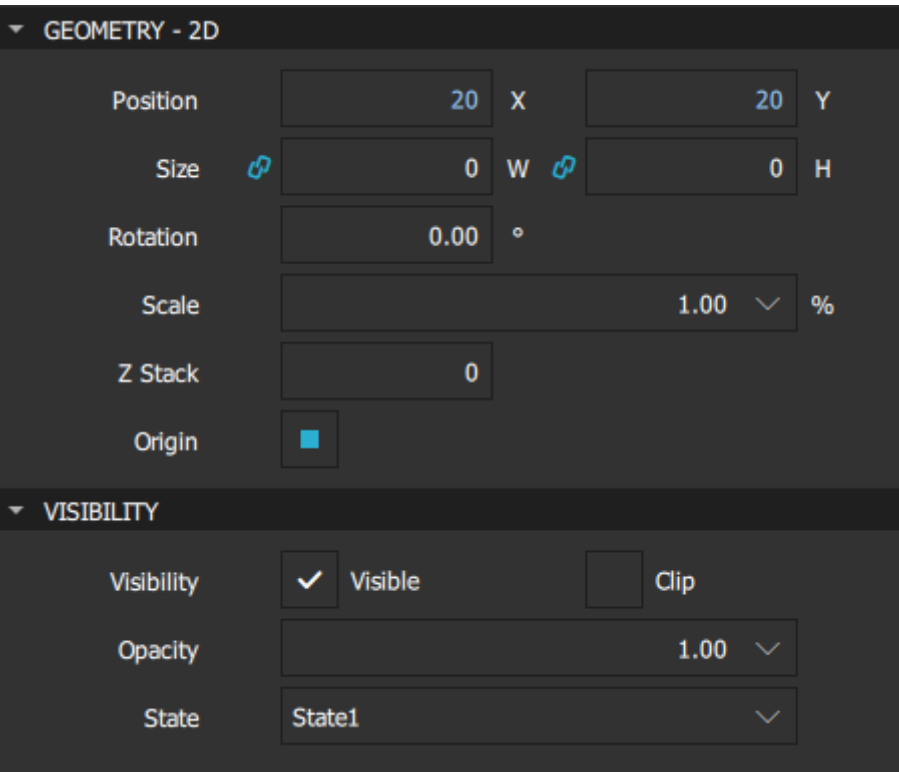 GEOMETRY - 2D
Position 20 X 20 Y
Size 0 W 0 H
Rotation 0.00 °
Scale 1.00 %
Z Stack 0
Origin
VISIBILITY
Visibility Visible Clip
Opacity 1.00
State State1